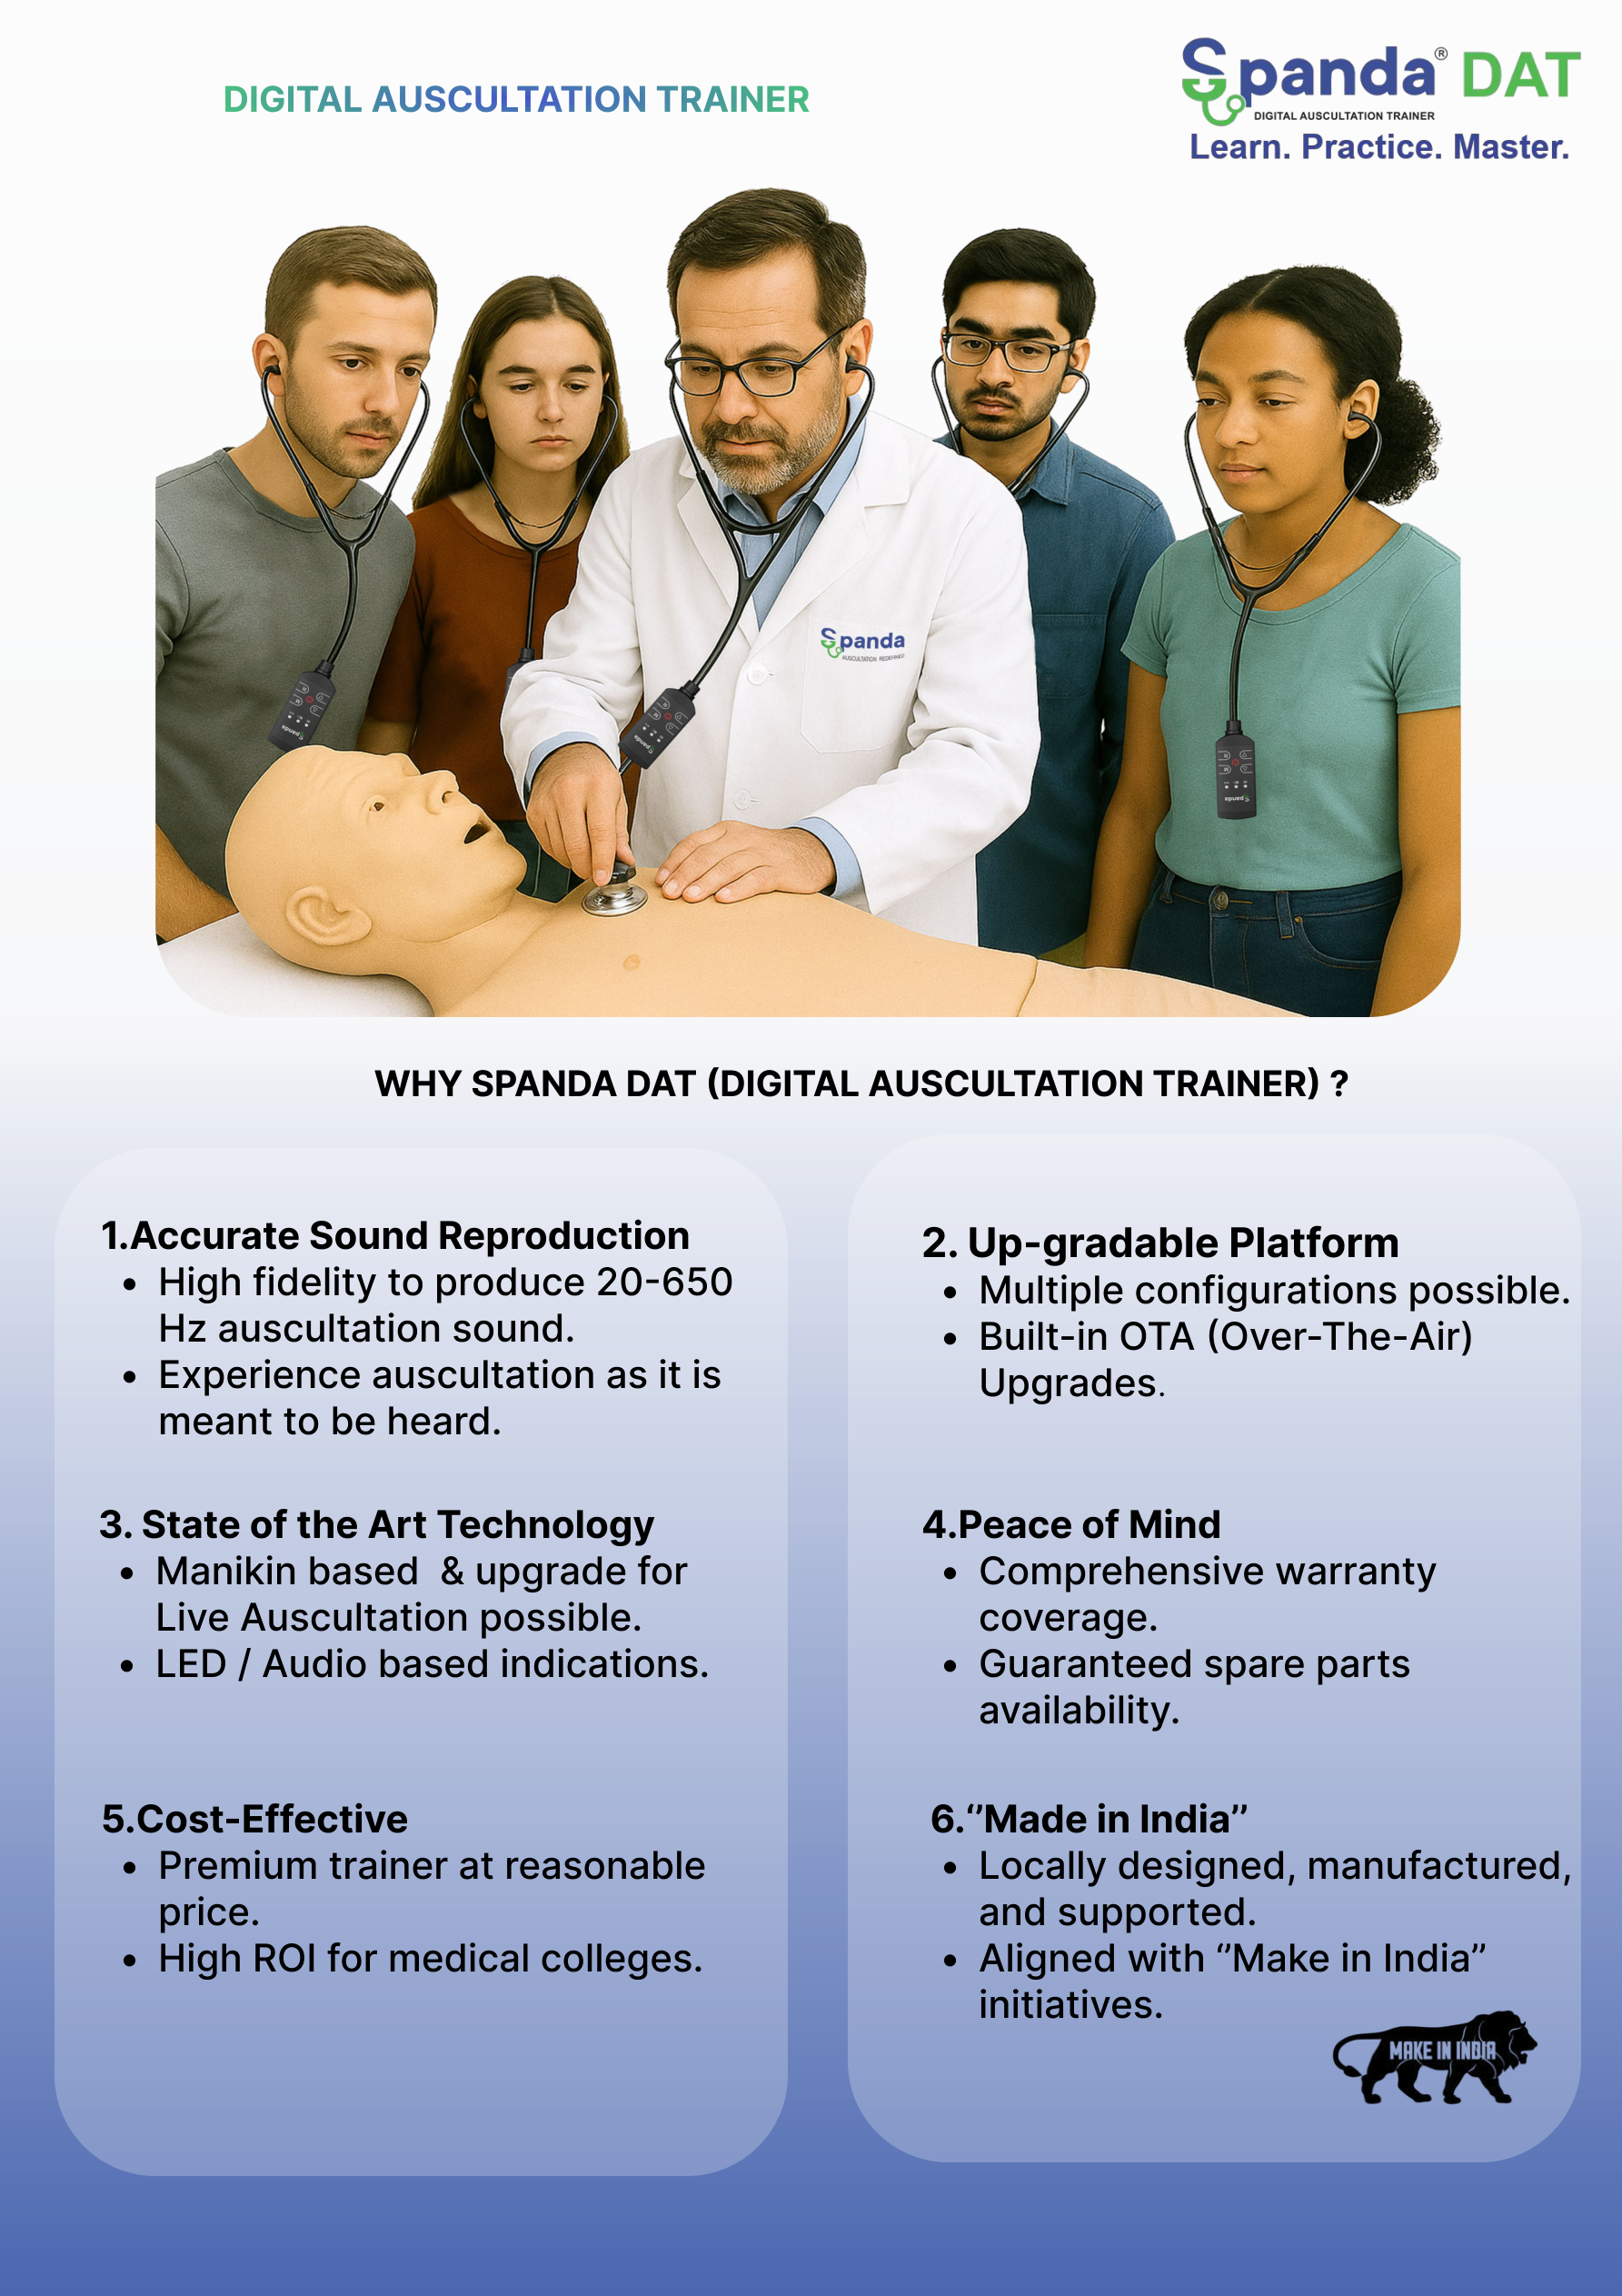 DIGITAL AUSCULTATION TRAINER
Spanda® DAT
DIGITAL AUSCULTATION TRAINER
Learn. Practice. Master.
Spanda
AUSCULTATION REDEFINED
Spanda
Spanda
Spanda
WHY SPANDA DAT (DIGITAL AUSCULTATION TRAINER) ?
1.Accurate Sound Reproduction
• High fidelity to produce 20-650
Hz auscultation sound.
• Experience auscultation as it is
meant to be heard.
2. Up-gradable Platform
• Multiple configurations possible.
• Built-in OTA (Over-The-Air)
Upgrades.
3. State of the Art Technology
• Manikin based & upgrade for
Live Auscultation possible.
• LED / Audio based indications.
4.Peace of Mind
• Comprehensive warranty
coverage.
• Guaranteed spare parts
availability.
5.Cost-Effective
• Premium trainer at reasonable
price.
• High ROI for medical colleges.
6.‘’Made in India’’
• Locally designed, manufactured,
and supported.
• Aligned with ‘’Make in India’’
initiatives.
MAKE IN INDIA